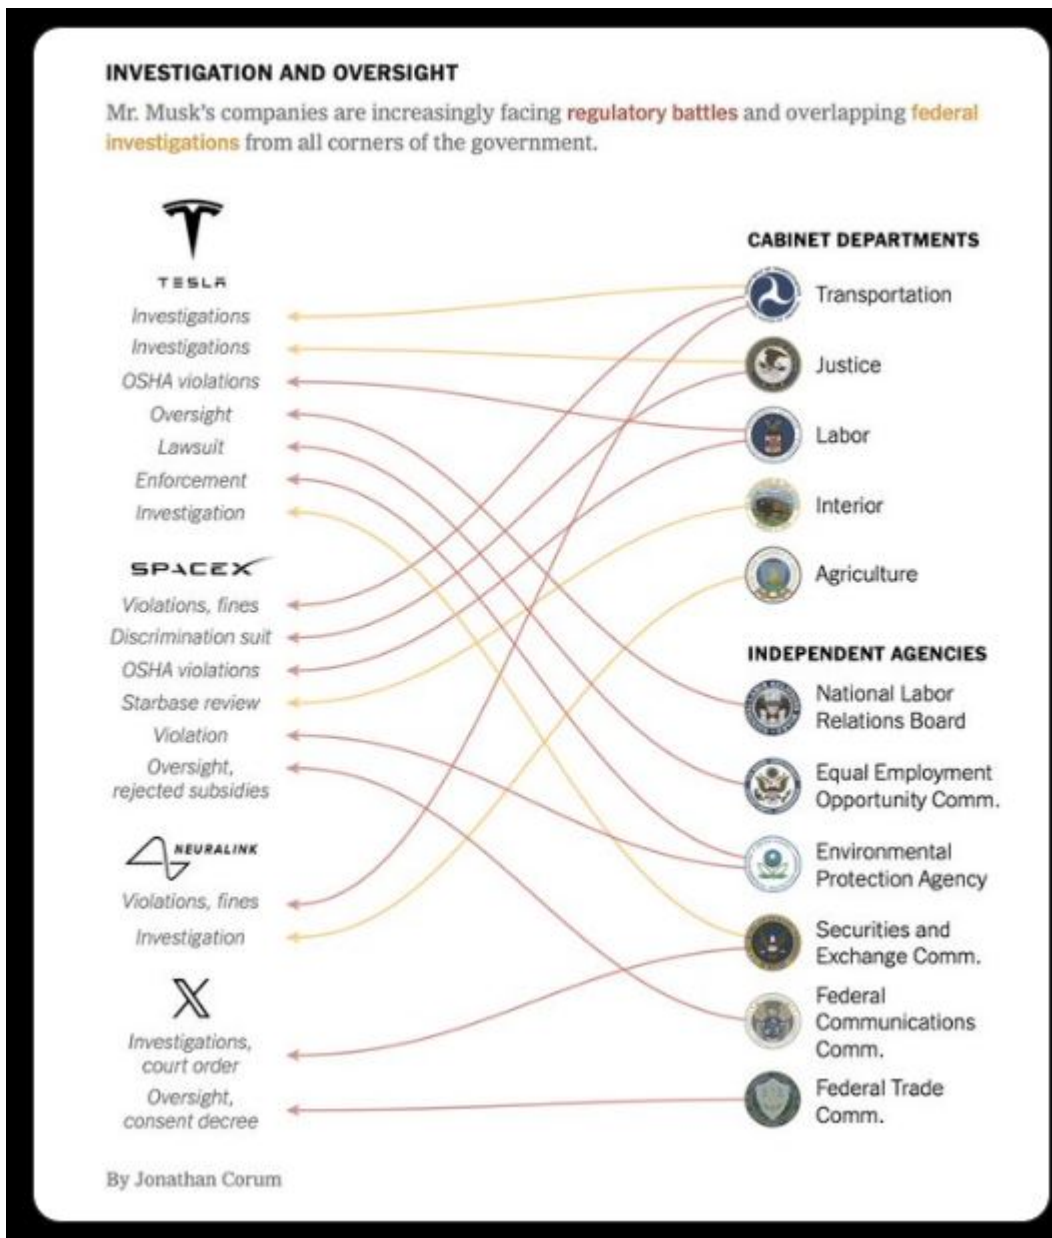 INVESTIGATION AND OVERSIGHT
Mr. Musk's companies are increasingly facing regulatory battles and overlapping federal
investigations from all corners of the government.
TESLA
Investigations
Investigations
OSHA violations
Oversight
Lawsuit
Enforcement
Investigation
SPACEX
Violations, fines
Discrimination suit
OSHA violations
Starbase review
Violation
Oversight,
rejected subsidies
NEURALINK
Violations, fines
Investigation
X
Investigations,
court order
Oversight,
consent decree
CABINET DEPARTMENTS
Transportation
Justice
Labor
Interior
Agriculture
INDEPENDENT AGENCIES
National Labor
Relations Board
Equal Employment
Opportunity Comm.
Environmental
Protection Agency
Securities and
Exchange Comm.
Federal
Communications
Comm.
Federal Trade
Comm.
By Jonathan Corum